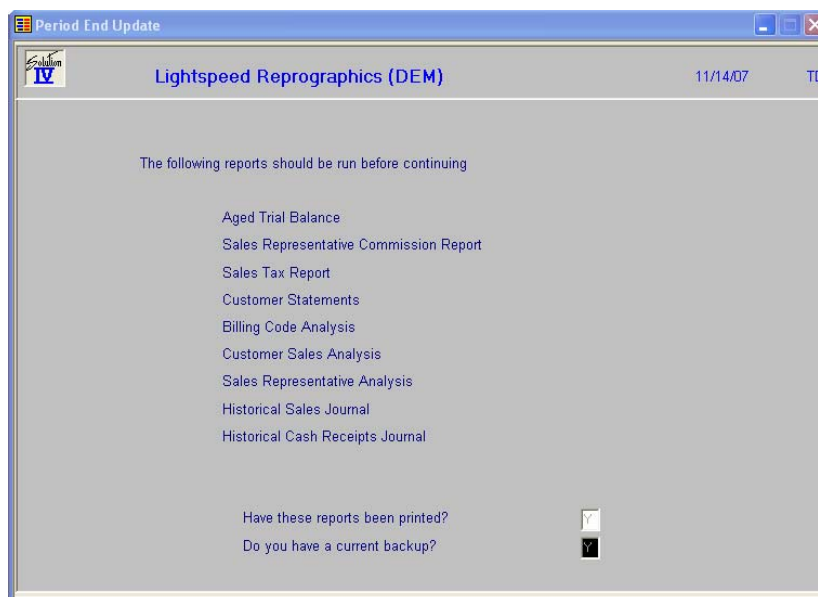 Period End Update
Solution
IV
Lightspeed Reprographics (DEM) 11/14/07
The following reports should be run before continuing
Aged Trial Balance
Sales Representative Commission Report
Sales Tax Report
Customer Statements
Billing Code Analysis
Customer Sales Analysis
Sales Representative Analysis
Historical Sales Journal
Historical Cash Receipts Journal
Have these reports been printed? Y
Do you have a current backup? Y